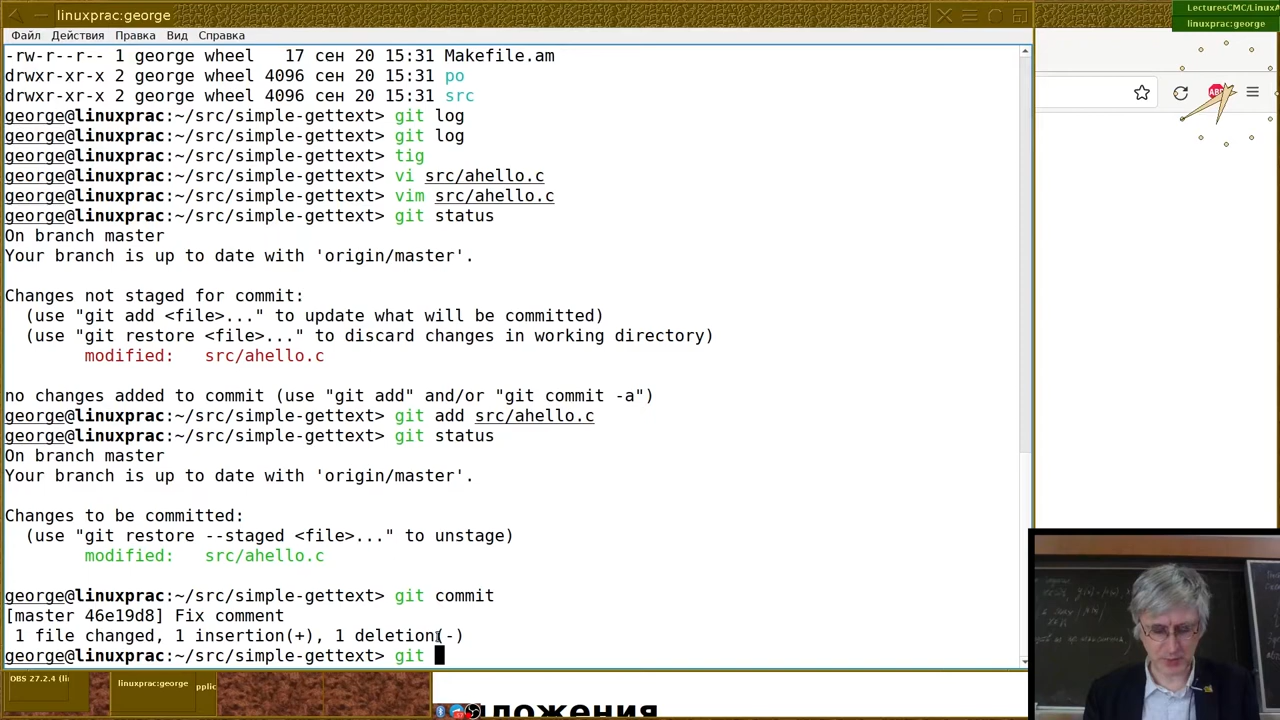 linuxprac:george
LecturesCMC/LinuxA
linuxprac:george
Файл Действия Правка Вид Справка
-rw-r--r-- 1 george wheel   17 сен 20 15:31 Makefile.am
drwxr-xr-x 2 george wheel 4096 сен 20 15:31 po
drwxr-xr-x 2 george wheel 4096 сен 20 15:31 src
george@linuxprac:~/src/simple-gettext> git log
george@linuxprac:~/src/simple-gettext> git log
george@linuxprac:~/src/simple-gettext> tig
george@linuxprac:~/src/simple-gettext> vi src/ahello.c
george@linuxprac:~/src/simple-gettext> vim src/ahello.c
george@linuxprac:~/src/simple-gettext> git status
On branch master
Your branch is up to date with 'origin/master'.
Changes not staged for commit:
  (use "git add <file>..." to update what will be committed)
  (use "git restore <file>..." to discard changes in working directory)
        modified:   src/ahello.c
no changes added to commit (use "git add" and/or "git commit -a")
george@linuxprac:~/src/simple-gettext> git add src/ahello.c
george@linuxprac:~/src/simple-gettext> git status
On branch master
Your branch is up to date with 'origin/master'.
Changes to be committed:
  (use "git restore --staged <file>..." to unstage)
        modified:   src/ahello.c
george@linuxprac:~/src/simple-gettext> git commit
[master 46e19d8] Fix comment
 1 file changed, 1 insertion(+), 1 deletion(-)
george@linuxprac:~/src/simple-gettext> git
OBS 27.2.4 (li
linuxprac:george
applic
ложения